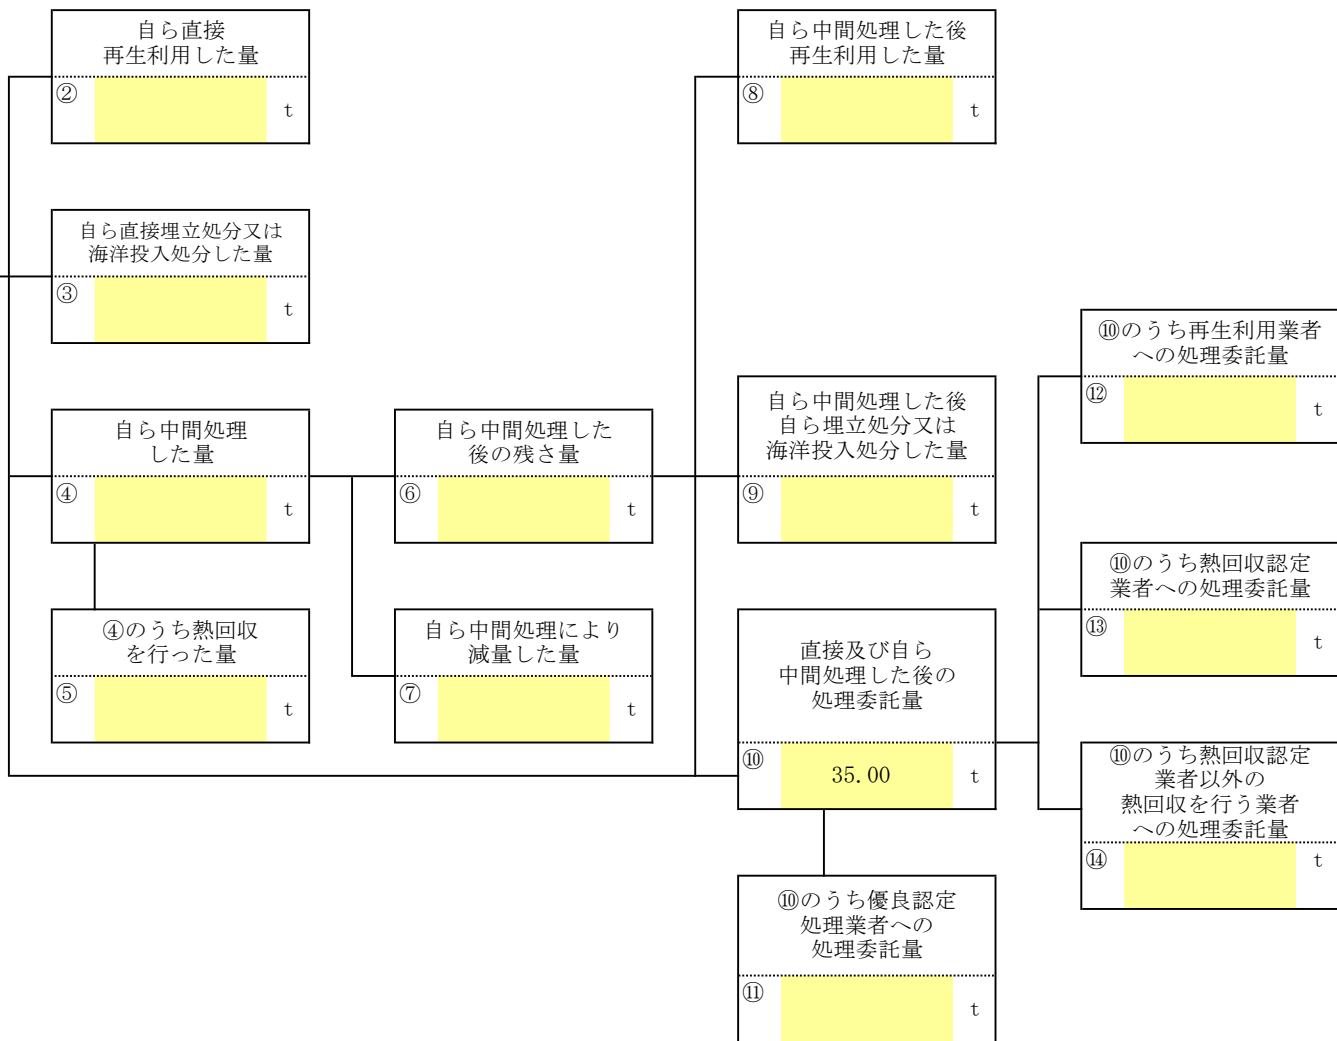 自ら直接
再生利用した量
②
t
自ら中間処理した後
再生利用した量
⑧
t
自ら直接埋立処分又は
海洋投入処分した量
③
t
⑩のうち再生利用業者
への処理委託量
⑫
t
自ら中間処理
した量
④
t
自ら中間処理した
後の残さ量
⑥
t
自ら中間処理した後
自ら埋立処分又は
海洋投入処分した量
⑨
t
⑩のうち熱回収認定
業者への処理委託量
⑬
t
④のうち熱回収
を行った量
⑤
t
自ら中間処理により
減量した量
⑦
t
直接及び自ら
中間処理した後の
処理委託量
⑩ 35.00 t
⑩のうち熱回収認定
業者以外の
熱回収を行う業者
への処理委託量
⑭
t
⑩のうち優良認定
処理業者への
処理委託量
⑪
t